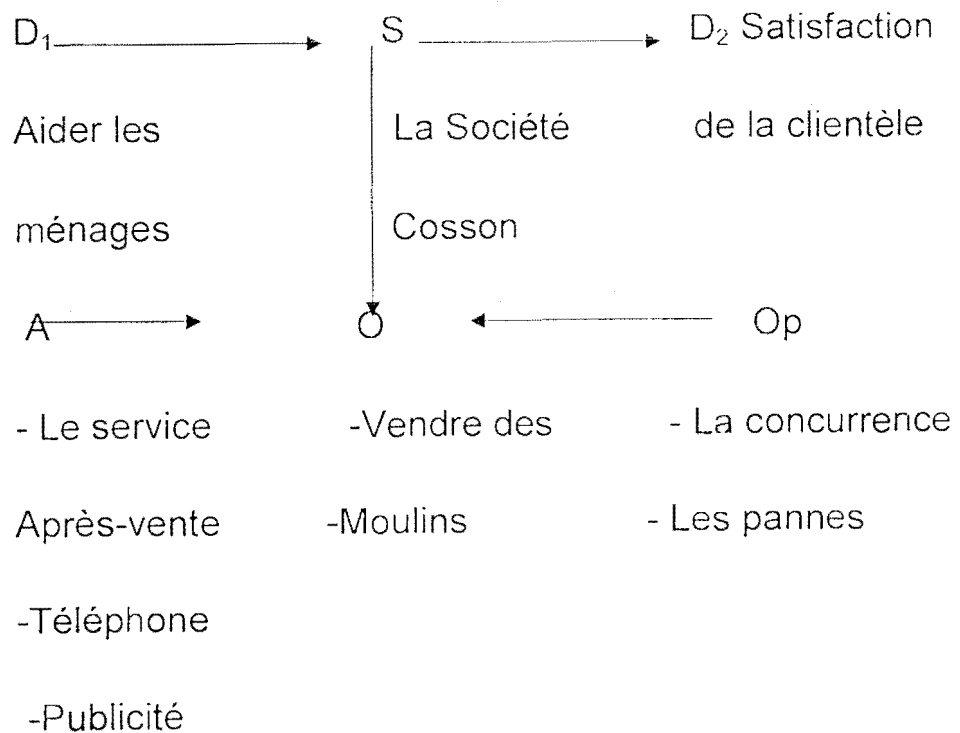 D₁ S D₂ Satisfaction
Aider les La Société de la clientèle
ménages Cosson
A O Op
- Le service -Vendre des - La concurrence
Après-vente -Moulins - Les pannes
-Téléphone
-Publicité